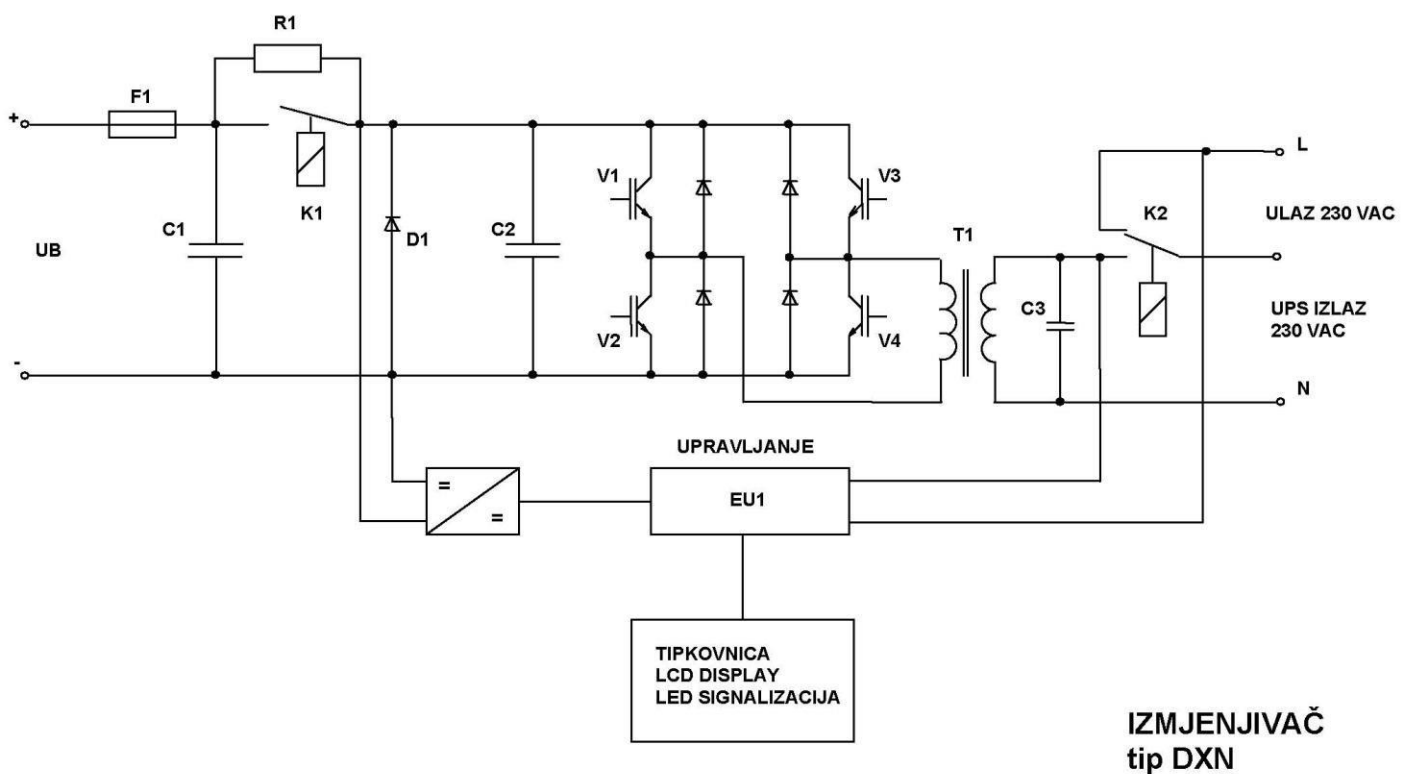 R1
F1
+
K1
C1
D1
C2
UB
-
V1
V3
V2
V4
T1
C3
K2
L
ULAZ 230 VAC
UPS IZLAZ
230 VAC
N
UPRAVLJANJE
=
=
EU1
TIPKOVNICA
LCD DISPLAY
LED SIGNALIZACIJA
IZMJENJIVAČ
tip DXN